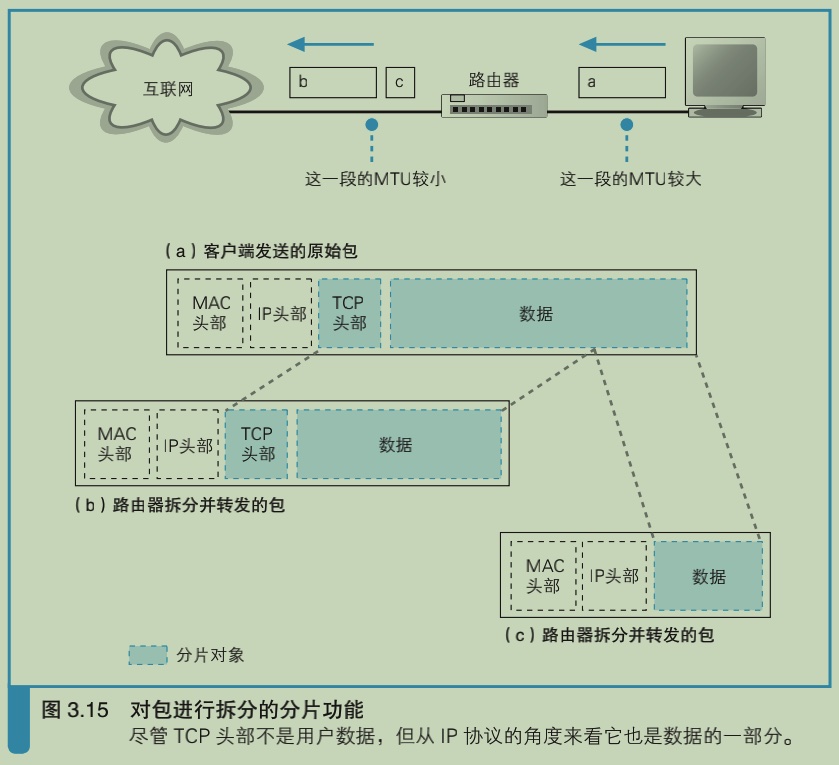 互联网
b
c
路由器
a
这一段的MTU较小
这一段的MTU较大
（a）客户端发送的原始包
MAC
头部
IP头部
TCP
头部
数据
MAC
头部
IP头部
TCP
头部
数据
（b）路由器拆分并转发的包
MAC
头部
IP头部
数据
（c）路由器拆分并转发的包
分片对象
图 3.15 对包进行拆分的分片功能
尽管 TCP 头部不是用户数据，但从 IP 协议的角度来看它也是数据的一部分。